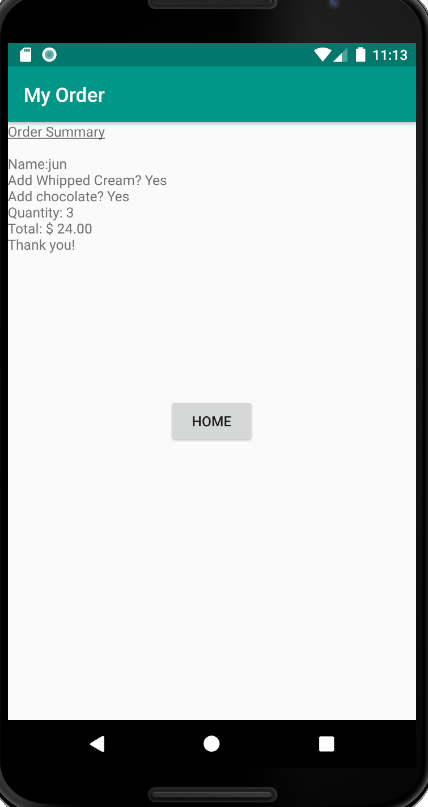 11:13
My Order
Order Summary
Name:jun
Add Whipped Cream? Yes
Add chocolate? Yes
Quantity: 3
Total: $ 24.00
Thank you!
HOME